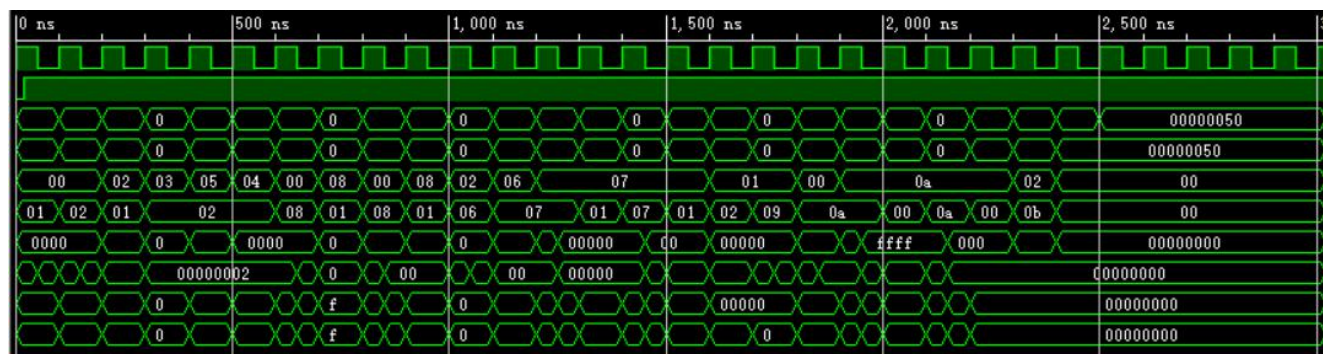 0 ns 500 ns 1,000 ns 1,500 ns 2,000 ns 2,500 ns
0 0 0 0 0 0 00000050
0 0 0 0 0 0 00000050
00 02 03 05 04 00 08 00 08 02 06 07 01 00 0a 02 00
01 02 01 02 08 01 08 01 06 07 01 07 01 02 09 0a 00 0a 00 0b 00
0000 0 0000 0 0 00000 00 00000 ffff 000 00000000
00000002 0 00 00 00000 00000000
0 f 0 00000 00000000
0 f 0 0 00000000